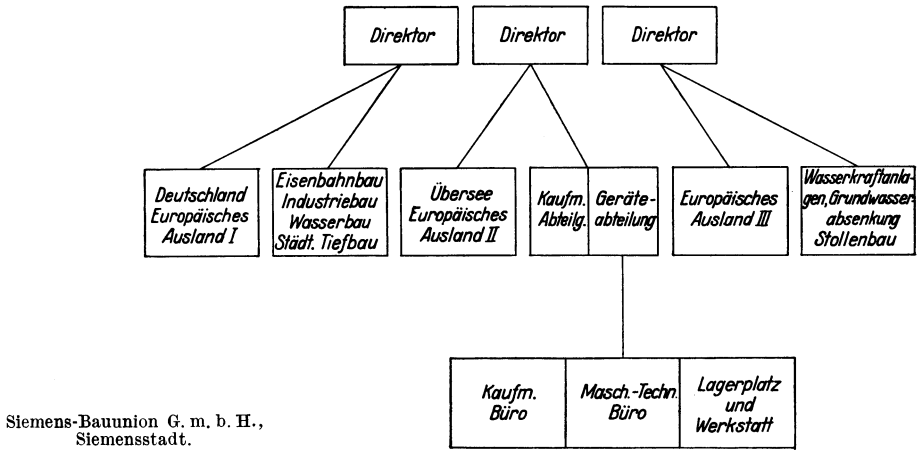 Direktor
Direktor
Direktor
Deutschland
Europäisches
Ausland I
Eisenbahnbau
Industriebau
Wasserbau
Städt. Tiefbau
Übersee
Europäisches
Ausland II
Kaufm.
Abteilg.
Geräte-
abteilung
Europäisches
Ausland III
Wasserkraftanla-
gen, Grundwasser-
absenkung
Stollenbau
Kaufm.
Büro
Masch.-Techn.
Büro
Lagerplatz
und
Werkstatt
Siemens-Bauunion G. m. b. H.,
Siemensstadt.